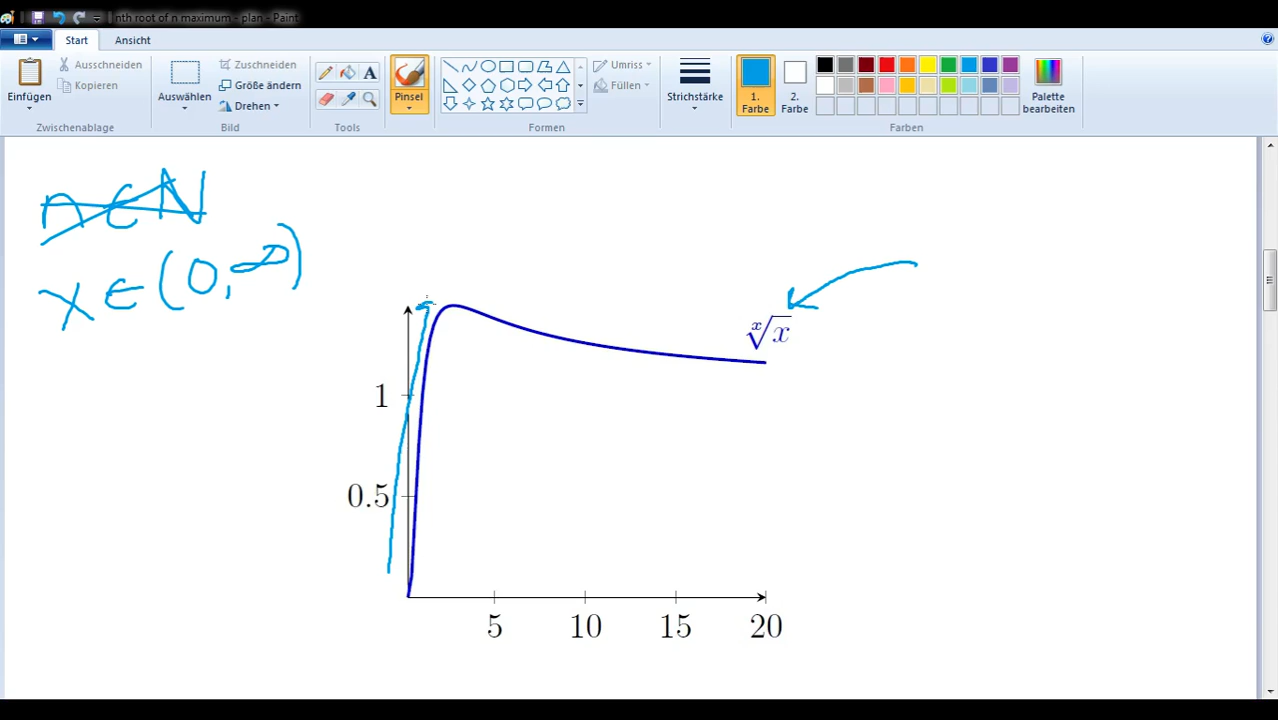 nth root of n maximum - plan - Paint
Start Ansicht
Einfügen
Ausschneiden
Kopieren
Zwischenablage
Auswählen
Zuschneiden
Größe ändern
Drehen
Bild
A
Tools
Pinsel
Umriss
Füllen
Formen
Strichstärke
1. Farbe
2. Farbe
Palette bearbeiten
Farben
n ∈ N
x ∈ (0, ∞)
ˣ√x
1
0.5
5 10 15 20